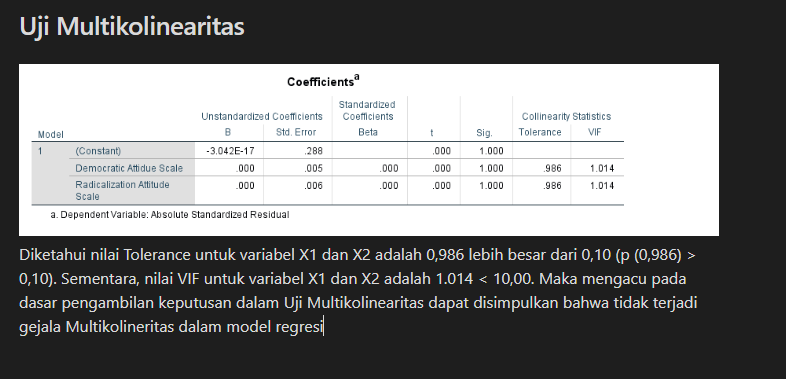 Uji Multikolinearitas
Coefficientsa
Standardized
Unstandardized Coefficients Coefficients Collinearity Statistics
Model B Std. Error Beta t Sig. Tolerance VIF
1 (Constant) -3.042E-17 .288 .000 1.000
Democratic Attidue Scale .000 .005 .000 .000 1.000 .986 1.014
Radicalization Attitude .000 .006 .000 .000 1.000 .986 1.014
Scale
a. Dependent Variable: Absolute Standardized Residual
Diketahui nilai Tolerance untuk variabel X1 dan X2 adalah 0,986 lebih besar dari 0,10 (p (0,986) >
0,10). Sementara, nilai VIF untuk variabel X1 dan X2 adalah 1.014 < 10,00. Maka mengacu pada
dasar pengambilan keputusan dalam Uji Multikolinearitas dapat disimpulkan bahwa tidak terjadi
gejala Multikolineritas dalam model regresi